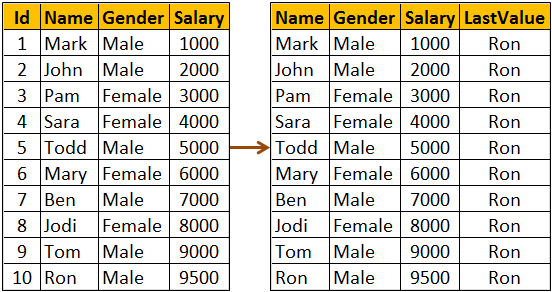 Id Name Gender Salary Name Gender Salary LastValue
1 Mark Male 1000 Mark Male 1000 Ron
2 John Male 2000 John Male 2000 Ron
3 Pam Female 3000 Pam Female 3000 Ron
4 Sara Female 4000 Sara Female 4000 Ron
5 Todd Male 5000 Todd Male 5000 Ron
6 Mary Female 6000 Mary Female 6000 Ron
7 Ben Male 7000 Ben Male 7000 Ron
8 Jodi Female 8000 Jodi Female 8000 Ron
9 Tom Male 9000 Tom Male 9000 Ron
10 Ron Male 9500 Ron Male 9500 Ron